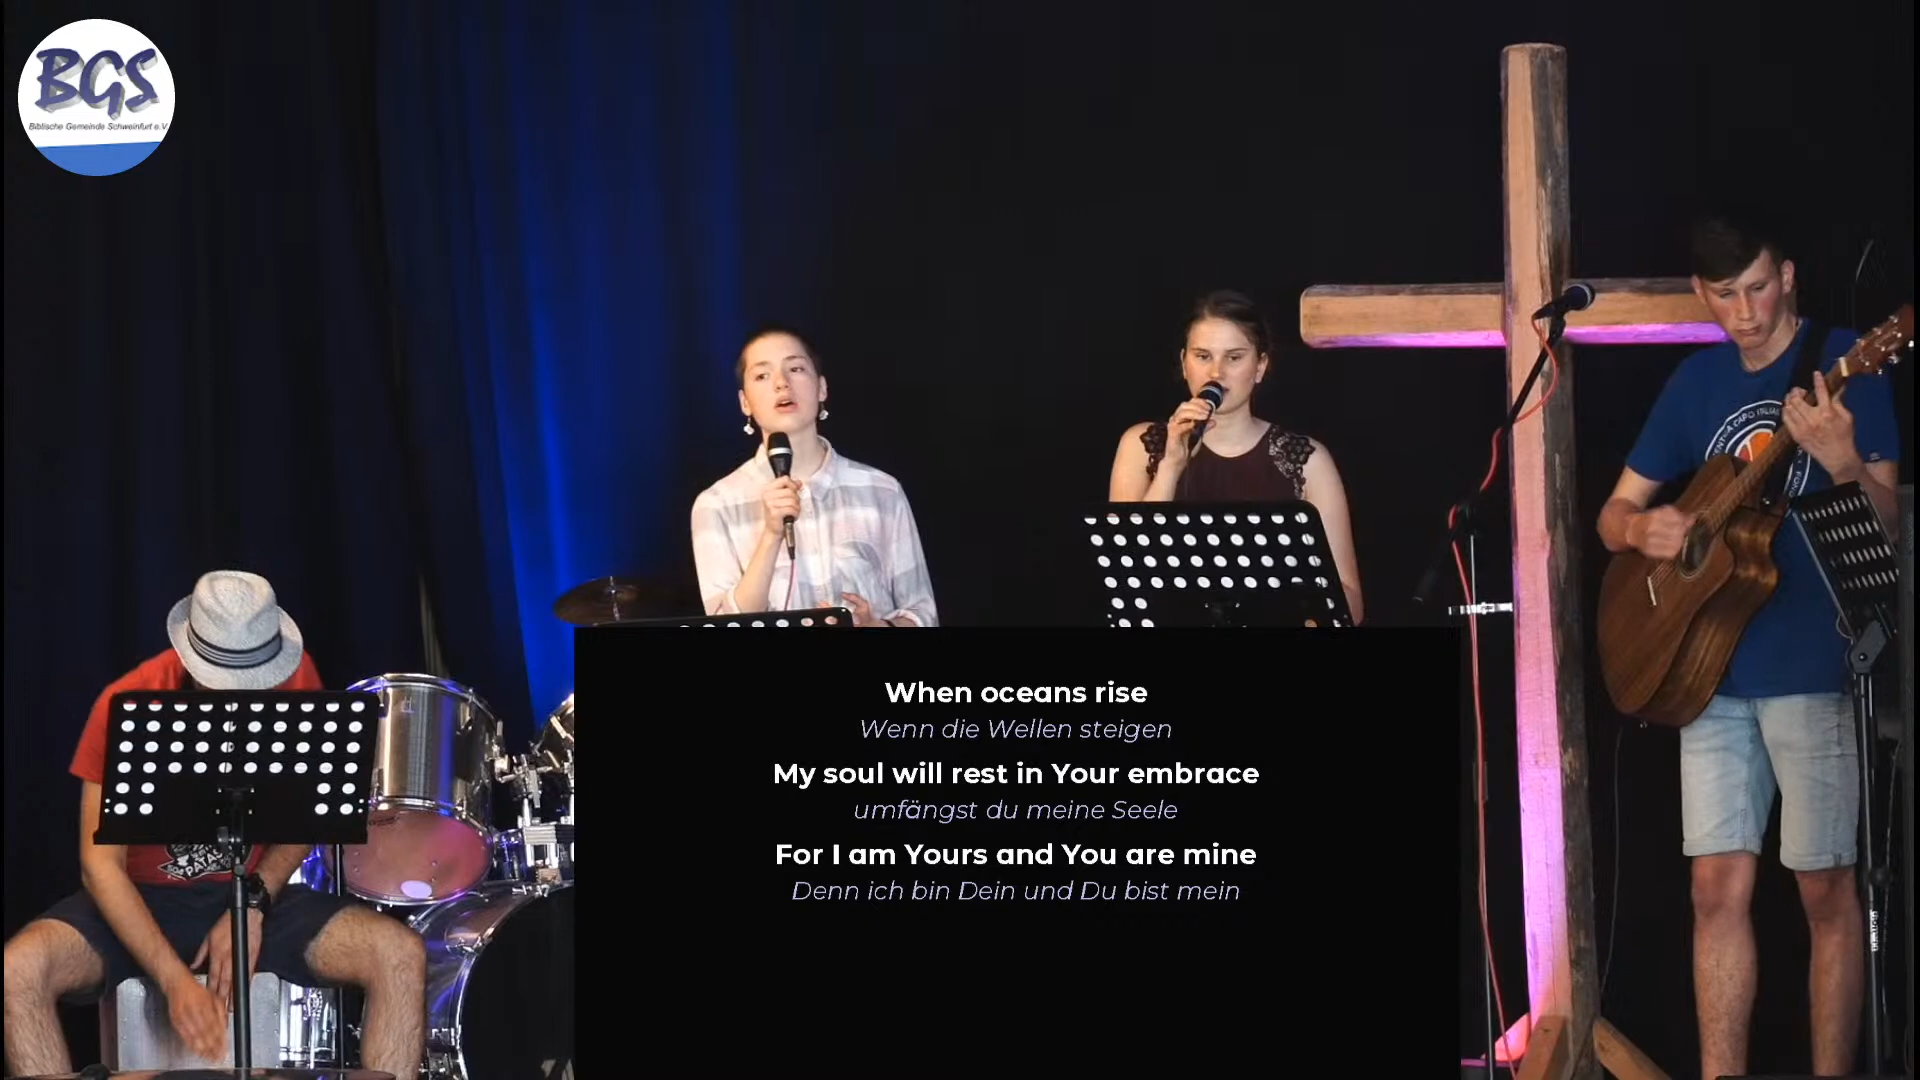 BGS
Biblische Gemeinde Schweinfurt e.V.
When oceans rise
Wenn die Wellen steigen
My soul will rest in Your embrace
umfängst du meine Seele
For I am Yours and You are mine
Denn ich bin Dein und Du bist mein